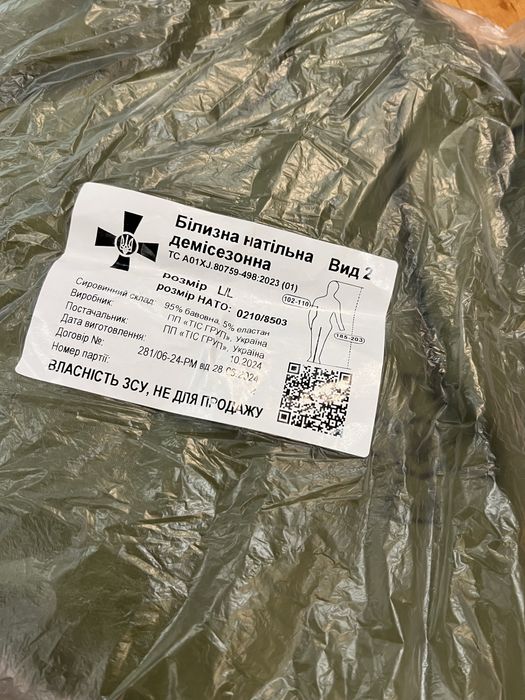 Білизна натільна
демісезонна Вид 2
ТС А01XJ.80759-498:2023 (01)
розмір L/L
розмір НАТО: 0210/8503
Сировинний склад: 95% бавовна, 5% еластан
Виробник: ПП «ТІС ГРУП», Україна
Постачальник: ПП «ТІС ГРУП», Україна
Дата виготовлення: 10.2024
Договір №: 281/06-24-РМ від 28.06.2024
Номер партії:
ВЛАСНІСТЬ ЗСУ, НЕ ДЛЯ ПРОДАЖУ
102-110
185-203